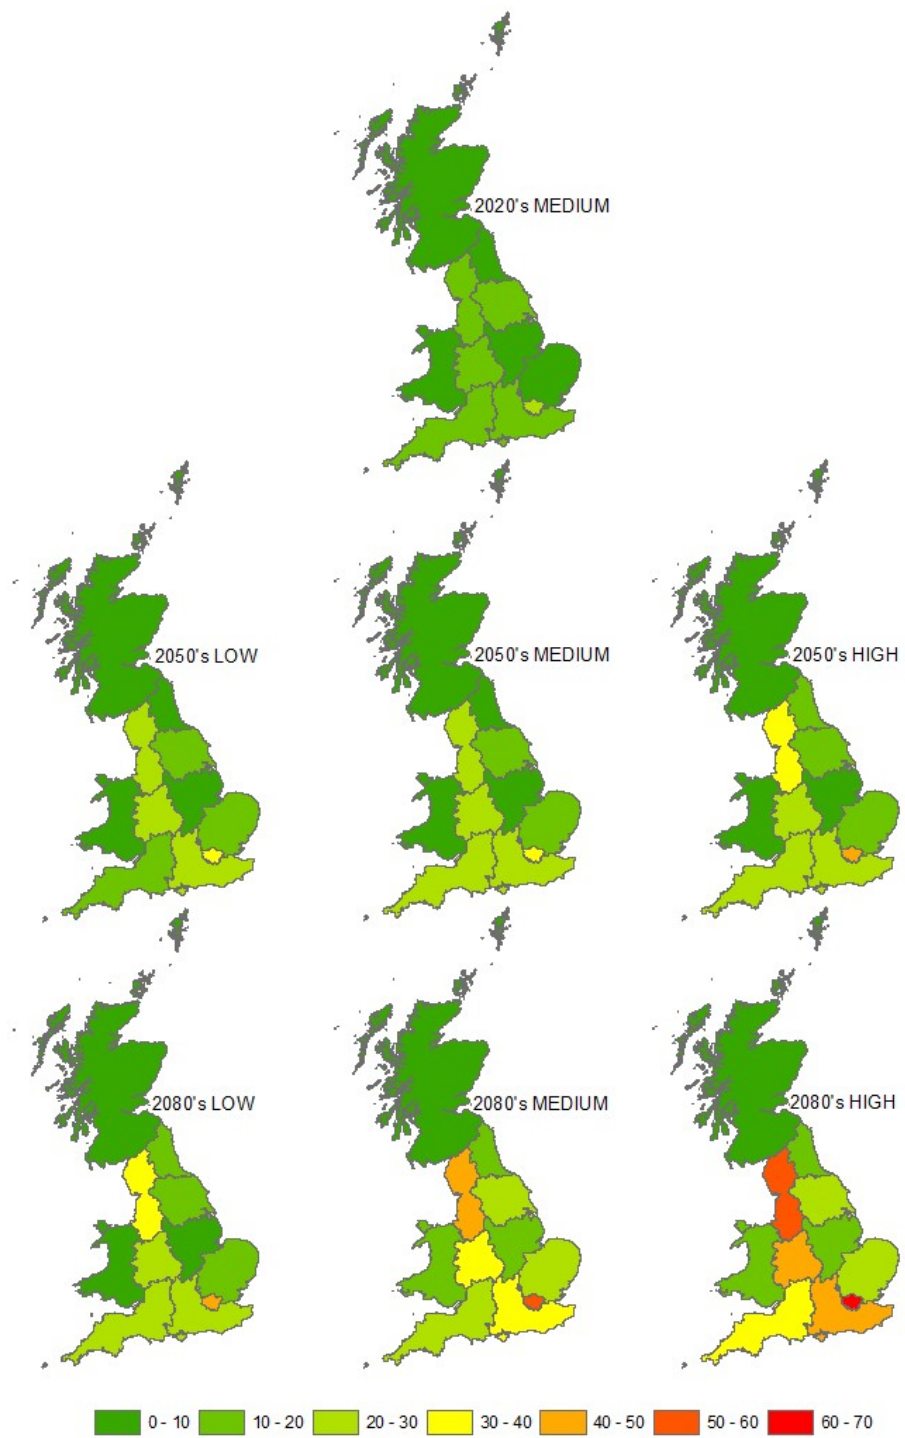 2020's MEDIUM
2050's LOW
2050's MEDIUM
2050's HIGH
2080's LOW
2080's MEDIUM
2080's HIGH
0 - 10
10 - 20
20 - 30
30 - 40
40 - 50
50 - 60
60 - 70